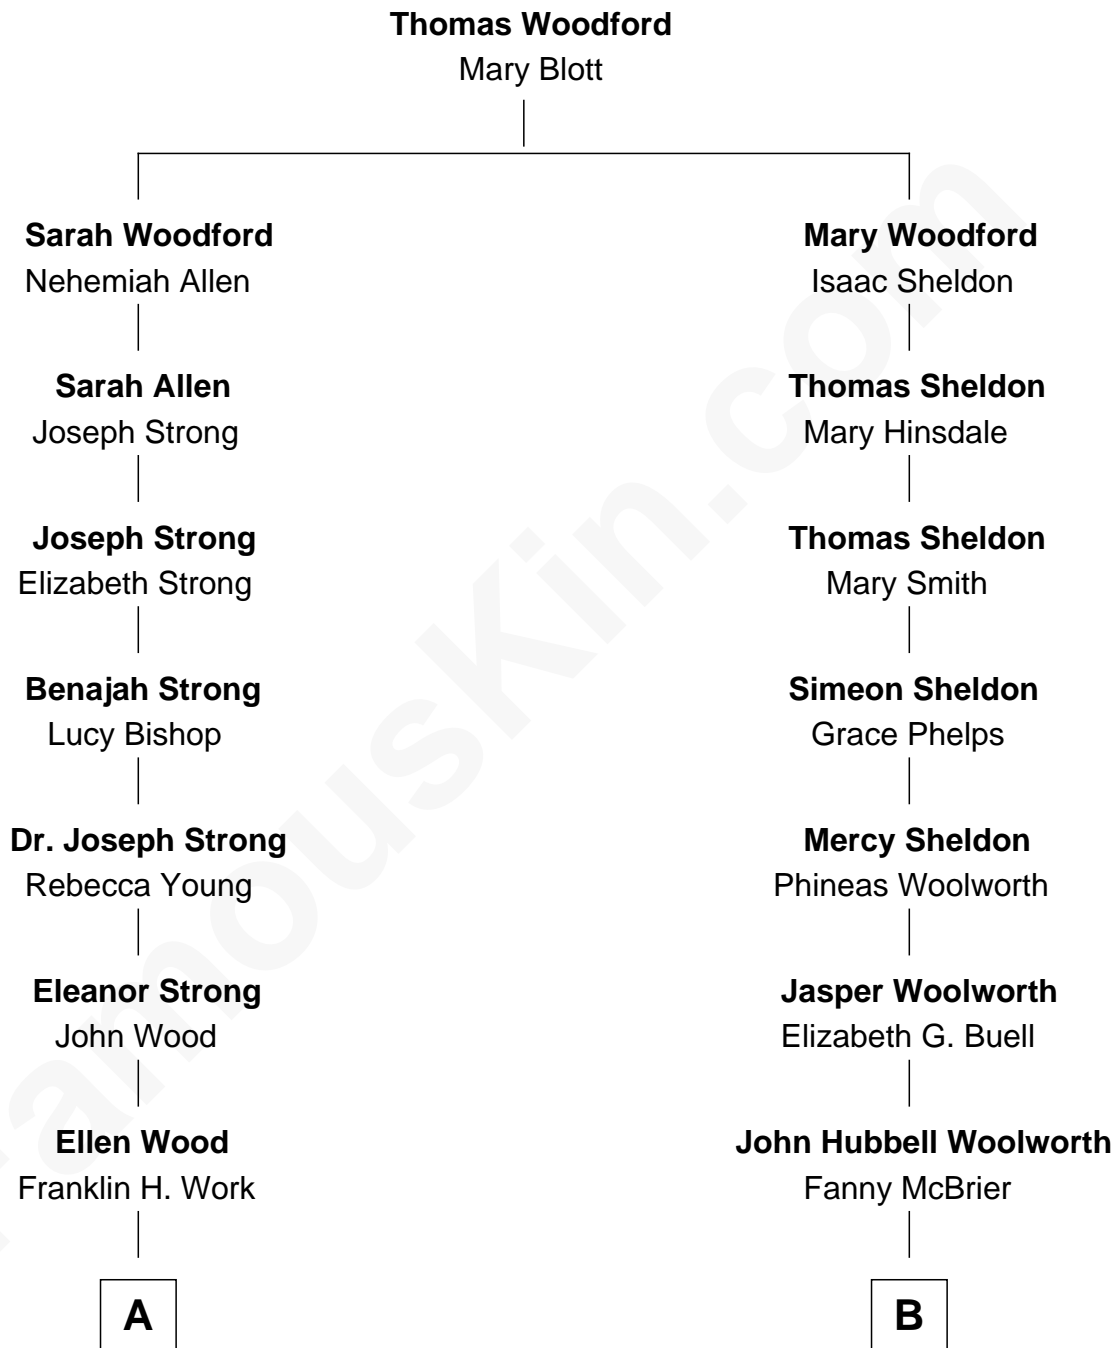 Thomas Woodford
Mary Blott
Sarah Woodford
Nehemiah Allen
Mary Woodford
Isaac Sheldon
Sarah Allen
Joseph Strong
Thomas Sheldon
Mary Hinsdale
Joseph Strong
Elizabeth Strong
Thomas Sheldon
Mary Smith
Benajah Strong
Lucy Bishop
Simeon Sheldon
Grace Phelps
Dr. Joseph Strong
Rebecca Young
Mercy Sheldon
Phineas Woolworth
Eleanor Strong
John Wood
Jasper Woolworth
Elizabeth G. Buell
Ellen Wood
Franklin H. Work
John Hubbell Woolworth
Fanny McBrier
A
B
FamousKin.com